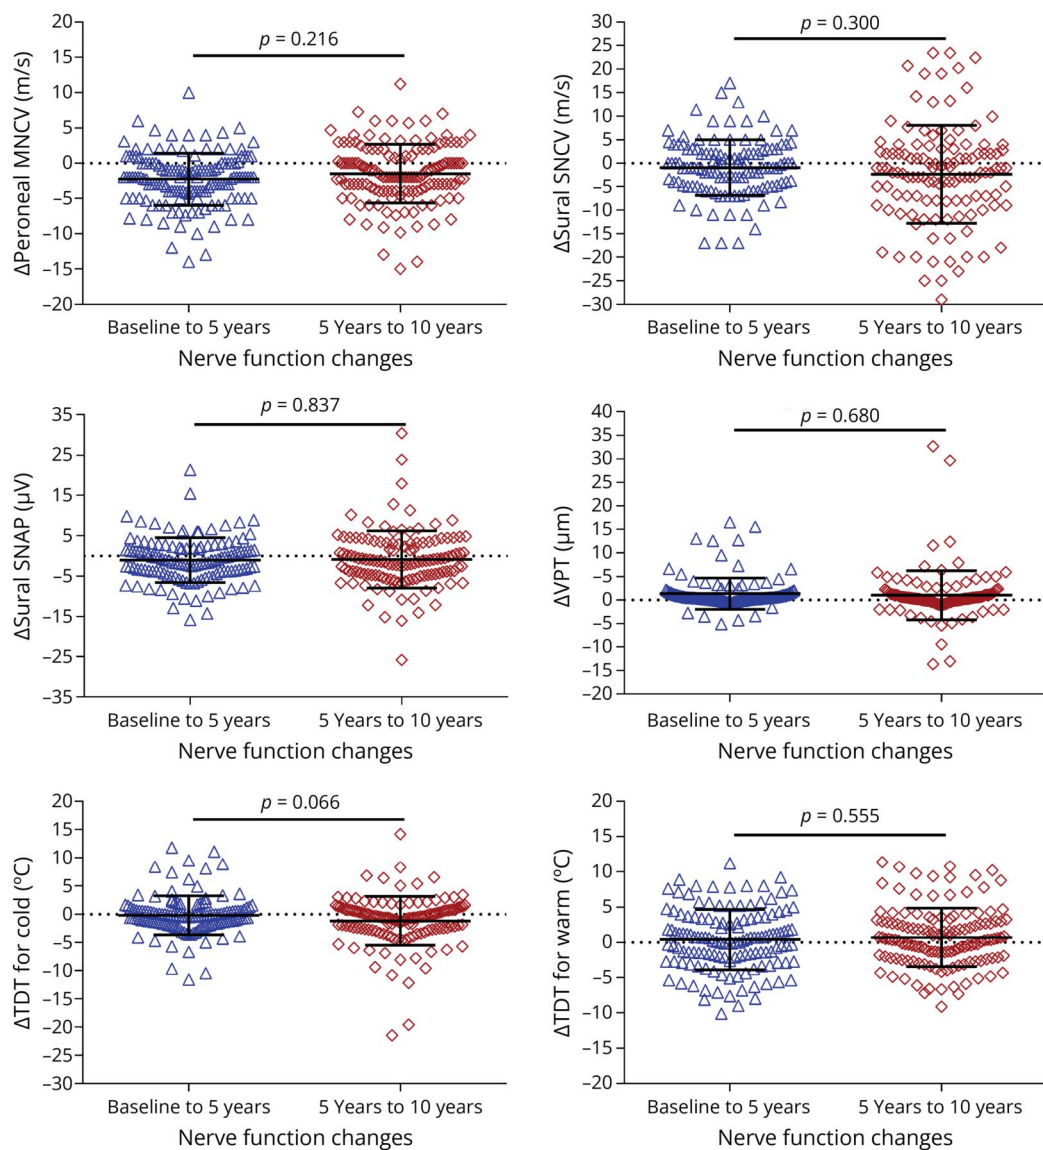 20
15
10
5
0
–5
–10
–15
–20
ΔPeroneal MNCV (m/s)
p = 0.216
Baseline to 5 years
5 Years to 10 years
Nerve function changes
30
25
20
15
10
5
0
–5
–10
–15
–20
–25
–30
ΔSural SNCV (m/s)
p = 0.300
Baseline to 5 years
5 Years to 10 years
Nerve function changes
35
25
15
5
–5
–15
–25
–35
ΔSural SNAP (μV)
p = 0.837
Baseline to 5 years
5 Years to 10 years
Nerve function changes
40
35
30
25
20
15
10
5
0
–5
–10
–15
–20
ΔVPT (μm)
p = 0.680
Baseline to 5 years
5 Years to 10 years
Nerve function changes
20
15
10
5
0
–5
–10
–15
–20
–25
–30
ΔTDT for cold (ºC)
p = 0.066
Baseline to 5 years
5 Years to 10 years
Nerve function changes
20
15
10
5
0
–5
–10
–15
–20
ΔTDT for warm (ºC)
p = 0.555
Baseline to 5 years
5 Years to 10 years
Nerve function changes